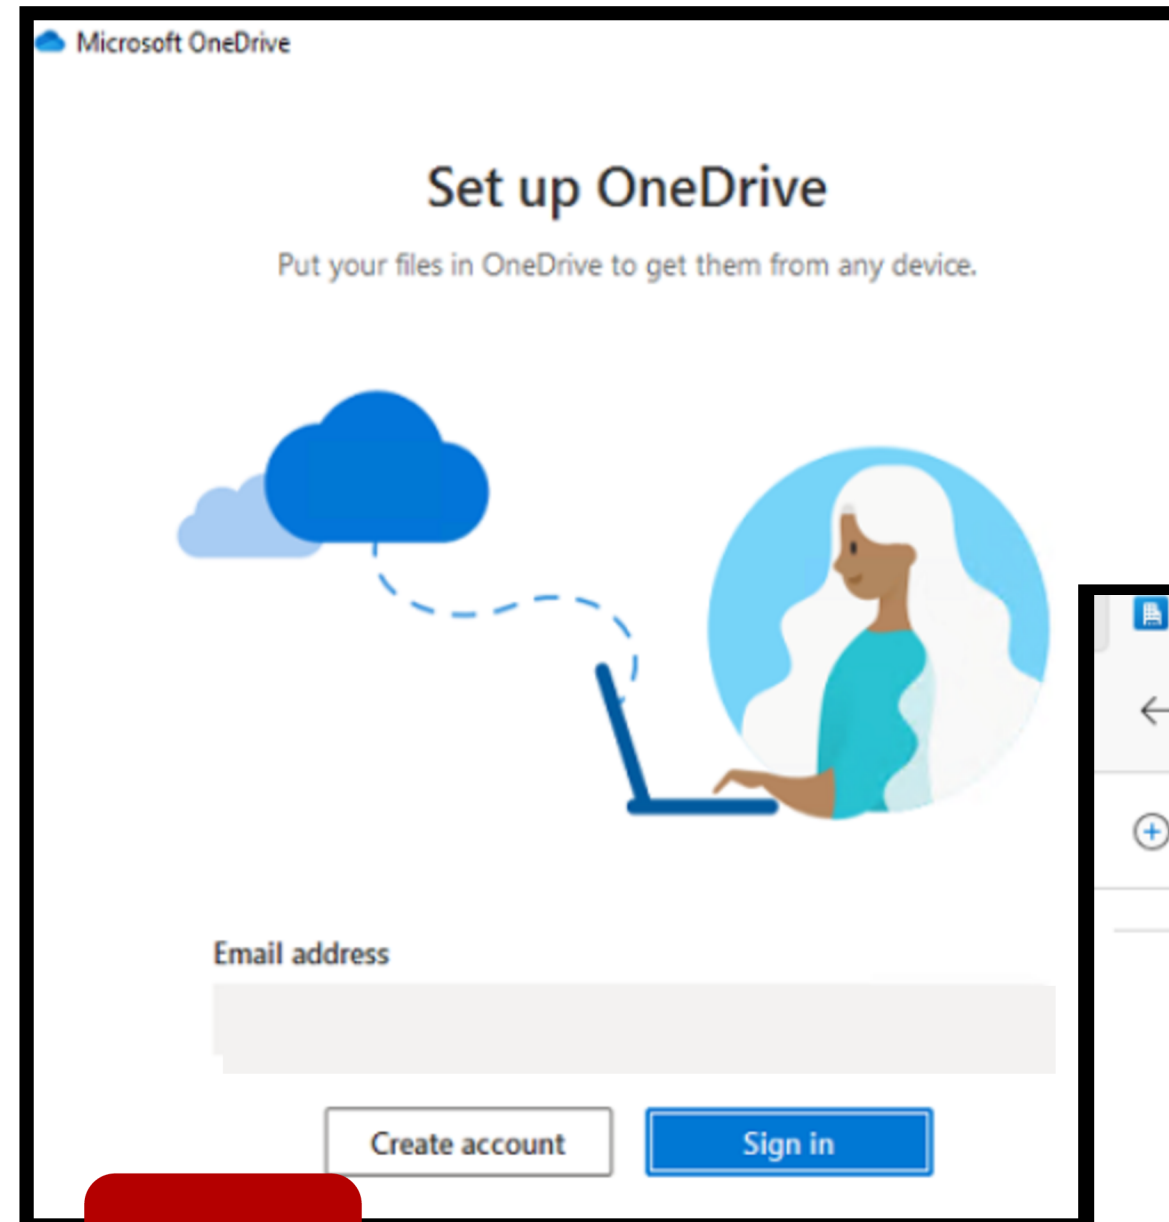 Microsoft OneDrive
Set up OneDrive
Put your files in OneDrive to get them from any device.
Email address
Create account
Sign in